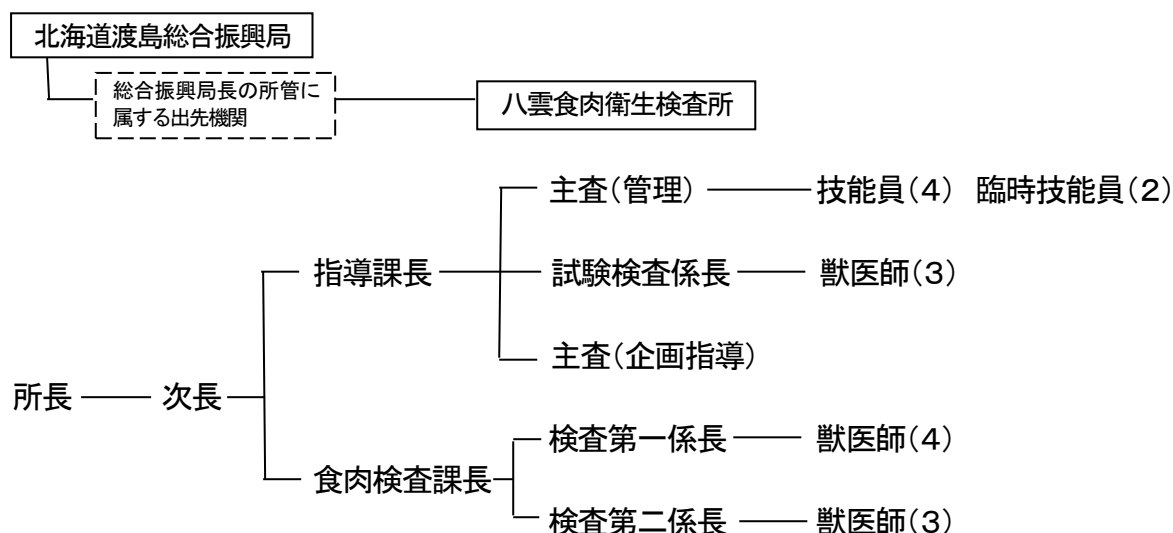 北海道渡島総合振興局
総合振興局長の所管に
属する出先機関
八雲食肉衛生検査所
主査(管理) 技能員(4) 臨時技能員(2)
指導課長 試験検査係長 獣医師(3)
主査(企画指導)
所長 次長
検査第一係長 獣医師(4)
食肉検査課長
検査第二係長 獣医師(3)